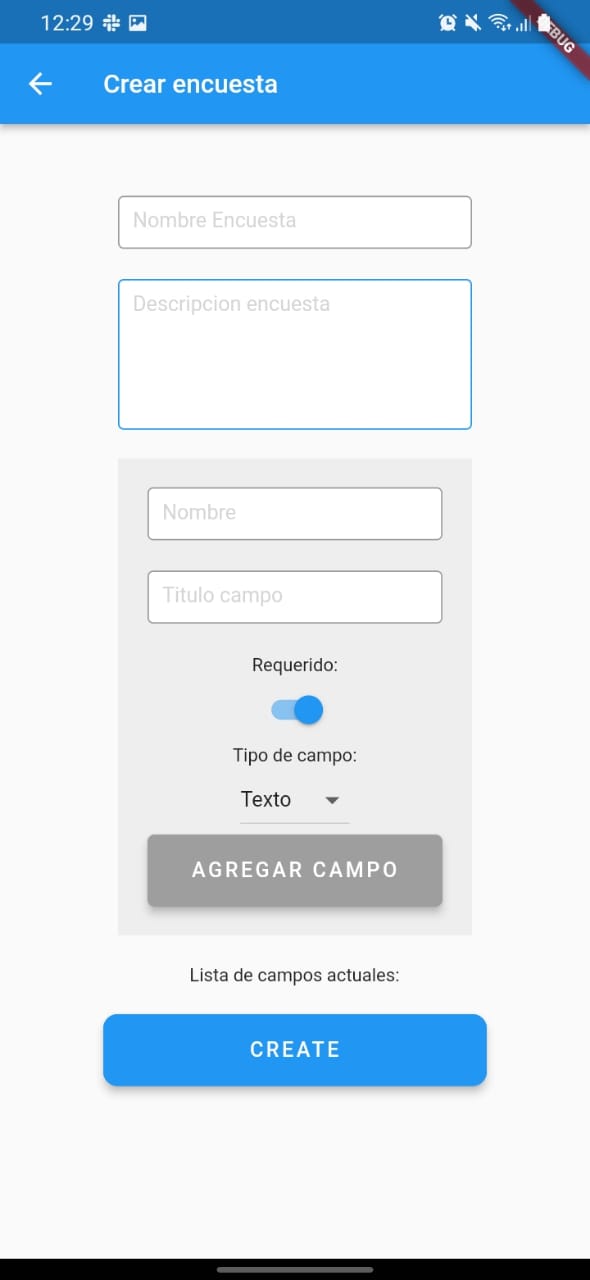 12:29
Crear encuesta
Nombre Encuesta
Descripcion encuesta
Nombre
Titulo campo
Requerido:
Tipo de campo:
Texto
AGREGAR CAMPO
Lista de campos actuales:
CREATE